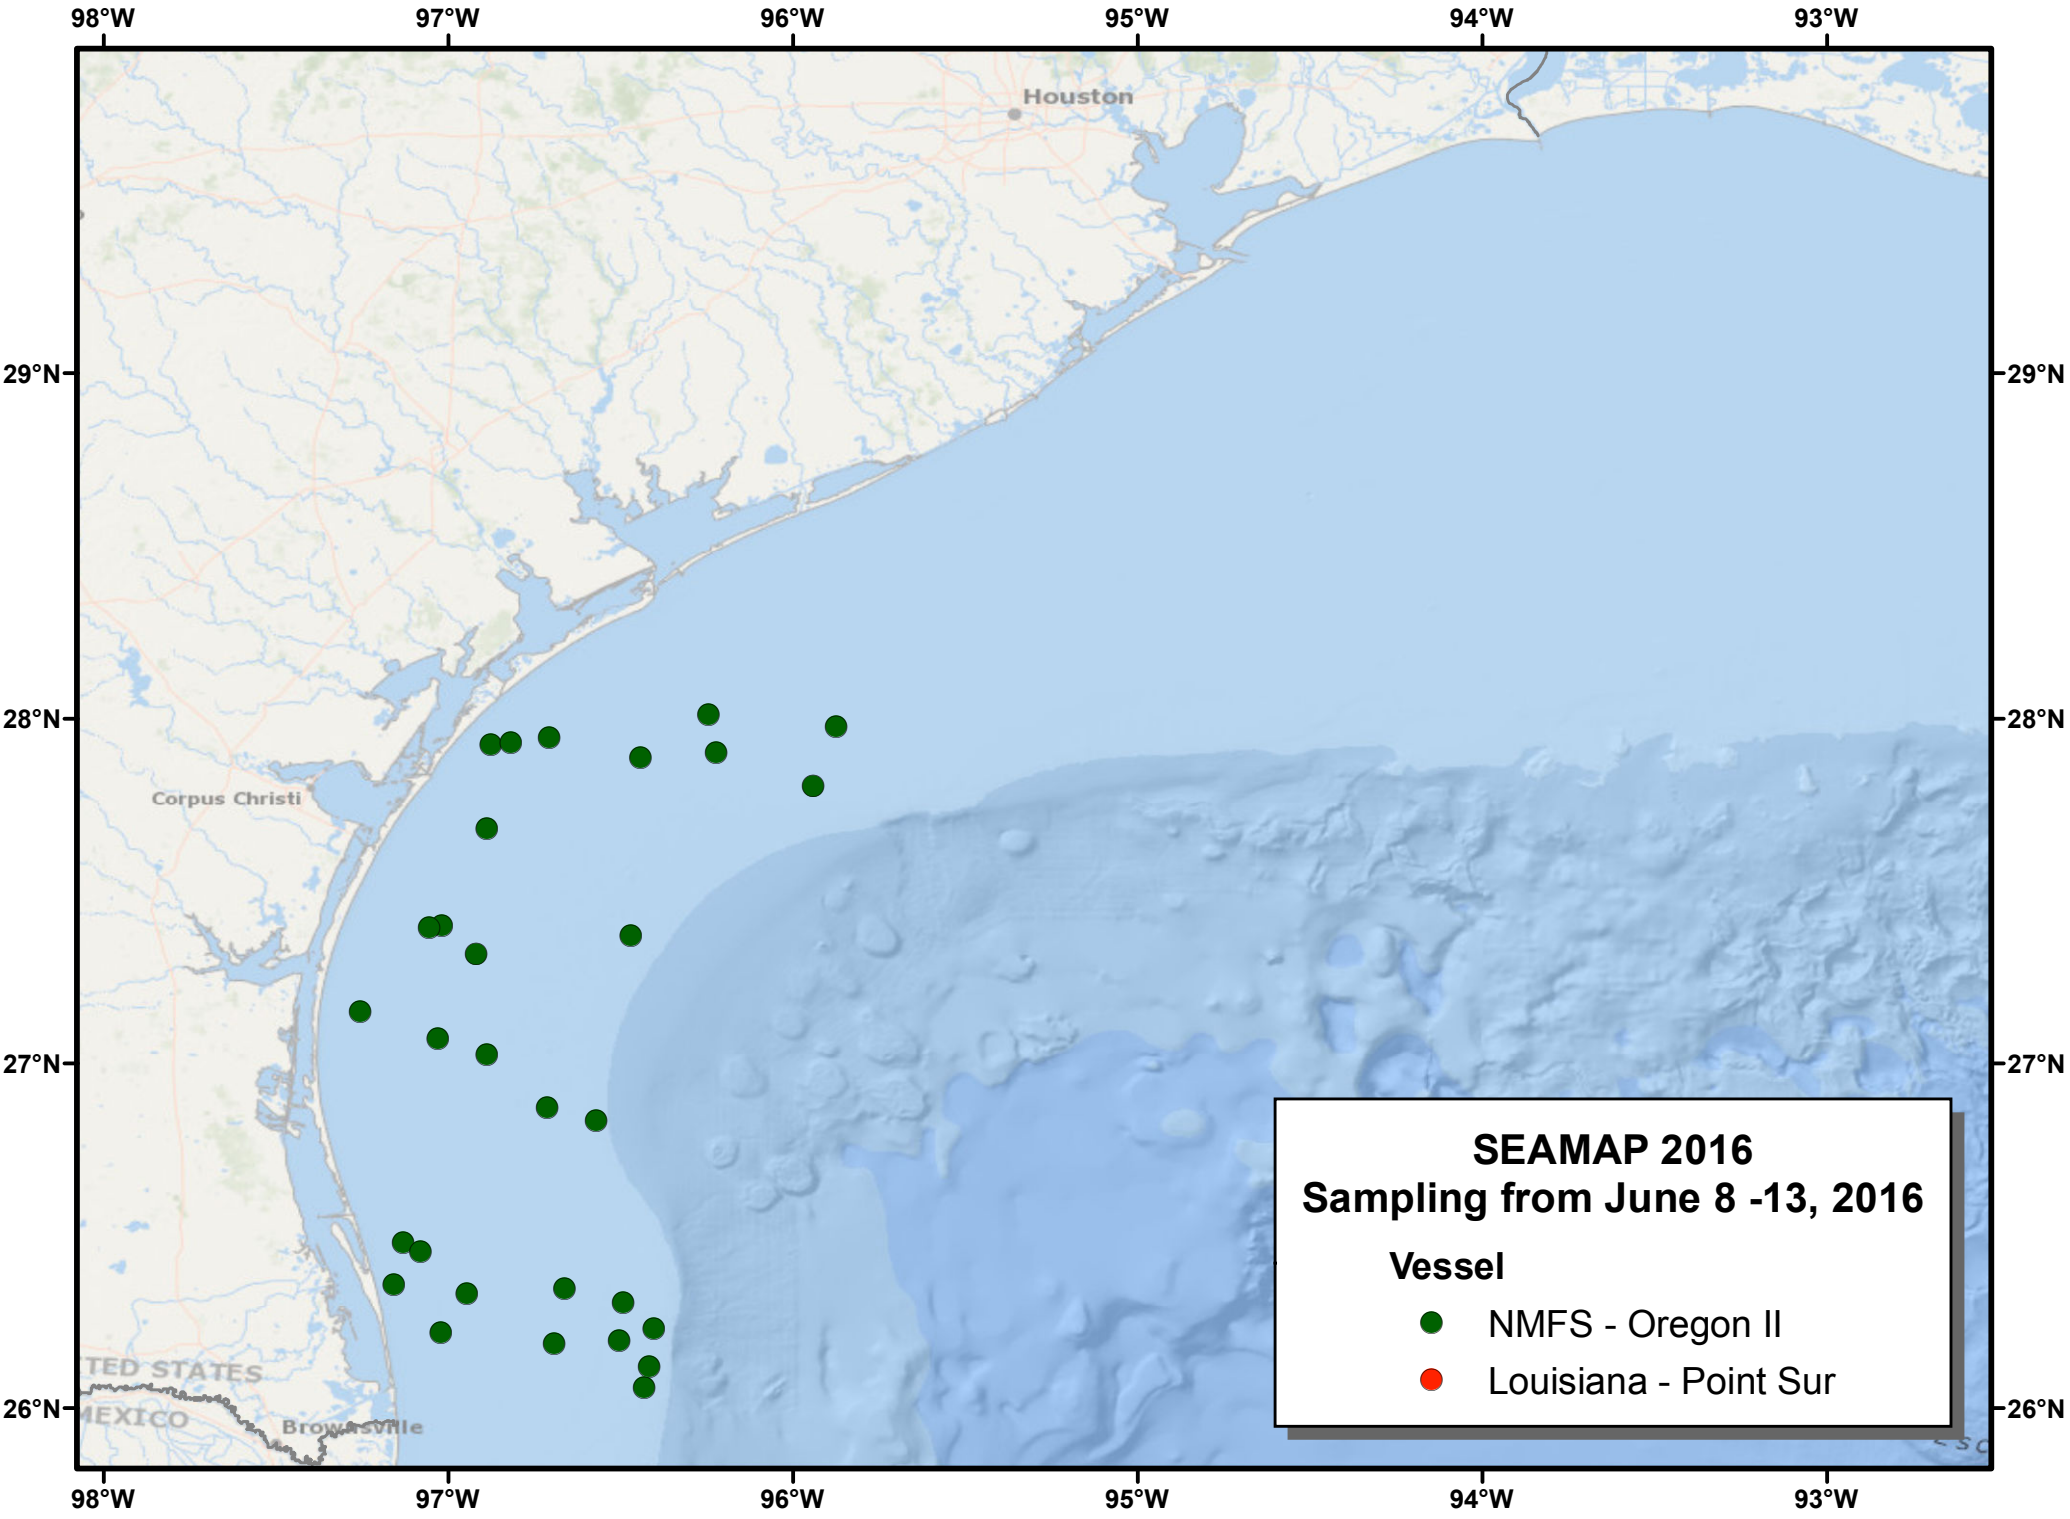 98°W 97°W 96°W 95°W 94°W 93°W
Houston
29°N 29°N
28°N 28°N
Corpus Christi
27°N 27°N
SEAMAP 2016
Sampling from June 8 -13, 2016
Vessel
NMFS - Oregon II
Louisiana - Point Sur
TED STATES
MEXICO
Brownsville
26°N 26°N
98°W 97°W 96°W 95°W 94°W 93°W